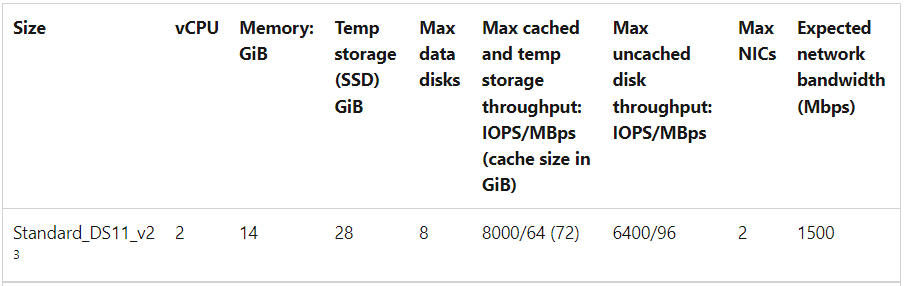 Size vCPU Memory: Temp Max Max cached Max Max Expected
GiB storage data and temp uncached NICs network
(SSD) disks storage disk bandwidth
GiB throughput: throughput: (Mbps)
IOPS/MBps IOPS/MBps
(cache size in
GiB)
Standard_DS11_v2 2 14 28 8 8000/64 (72) 6400/96 2 1500
3